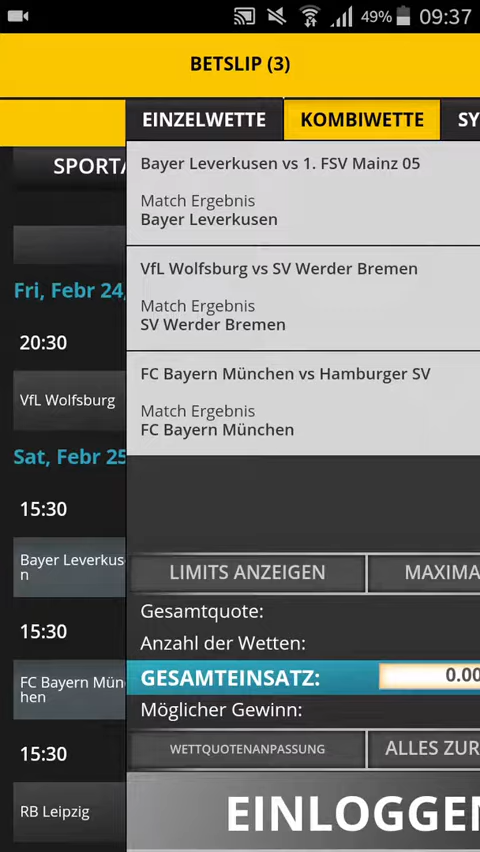 49% 09:37
BETSLIP (3)
EINZELWETTE KOMBIWETTE SY
SPORTA
Bayer Leverkusen vs 1. FSV Mainz 05
Match Ergebnis
Bayer Leverkusen
VfL Wolfsburg vs SV Werder Bremen
Match Ergebnis
SV Werder Bremen
FC Bayern München vs Hamburger SV
Match Ergebnis
FC Bayern München
Fri, Febr 24,
20:30
VfL Wolfsburg
Sat, Febr 25
15:30
Bayer Leverkuse
n
15:30
FC Bayern Mün
hen
15:30
RB Leipzig
LIMITS ANZEIGEN MAXIMA
Gesamtquote:
Anzahl der Wetten:
GESAMTEINSATZ: 0.00
Möglicher Gewinn:
WETTQUOTENANPASSUNG ALLES ZUR
EINLOGGEN